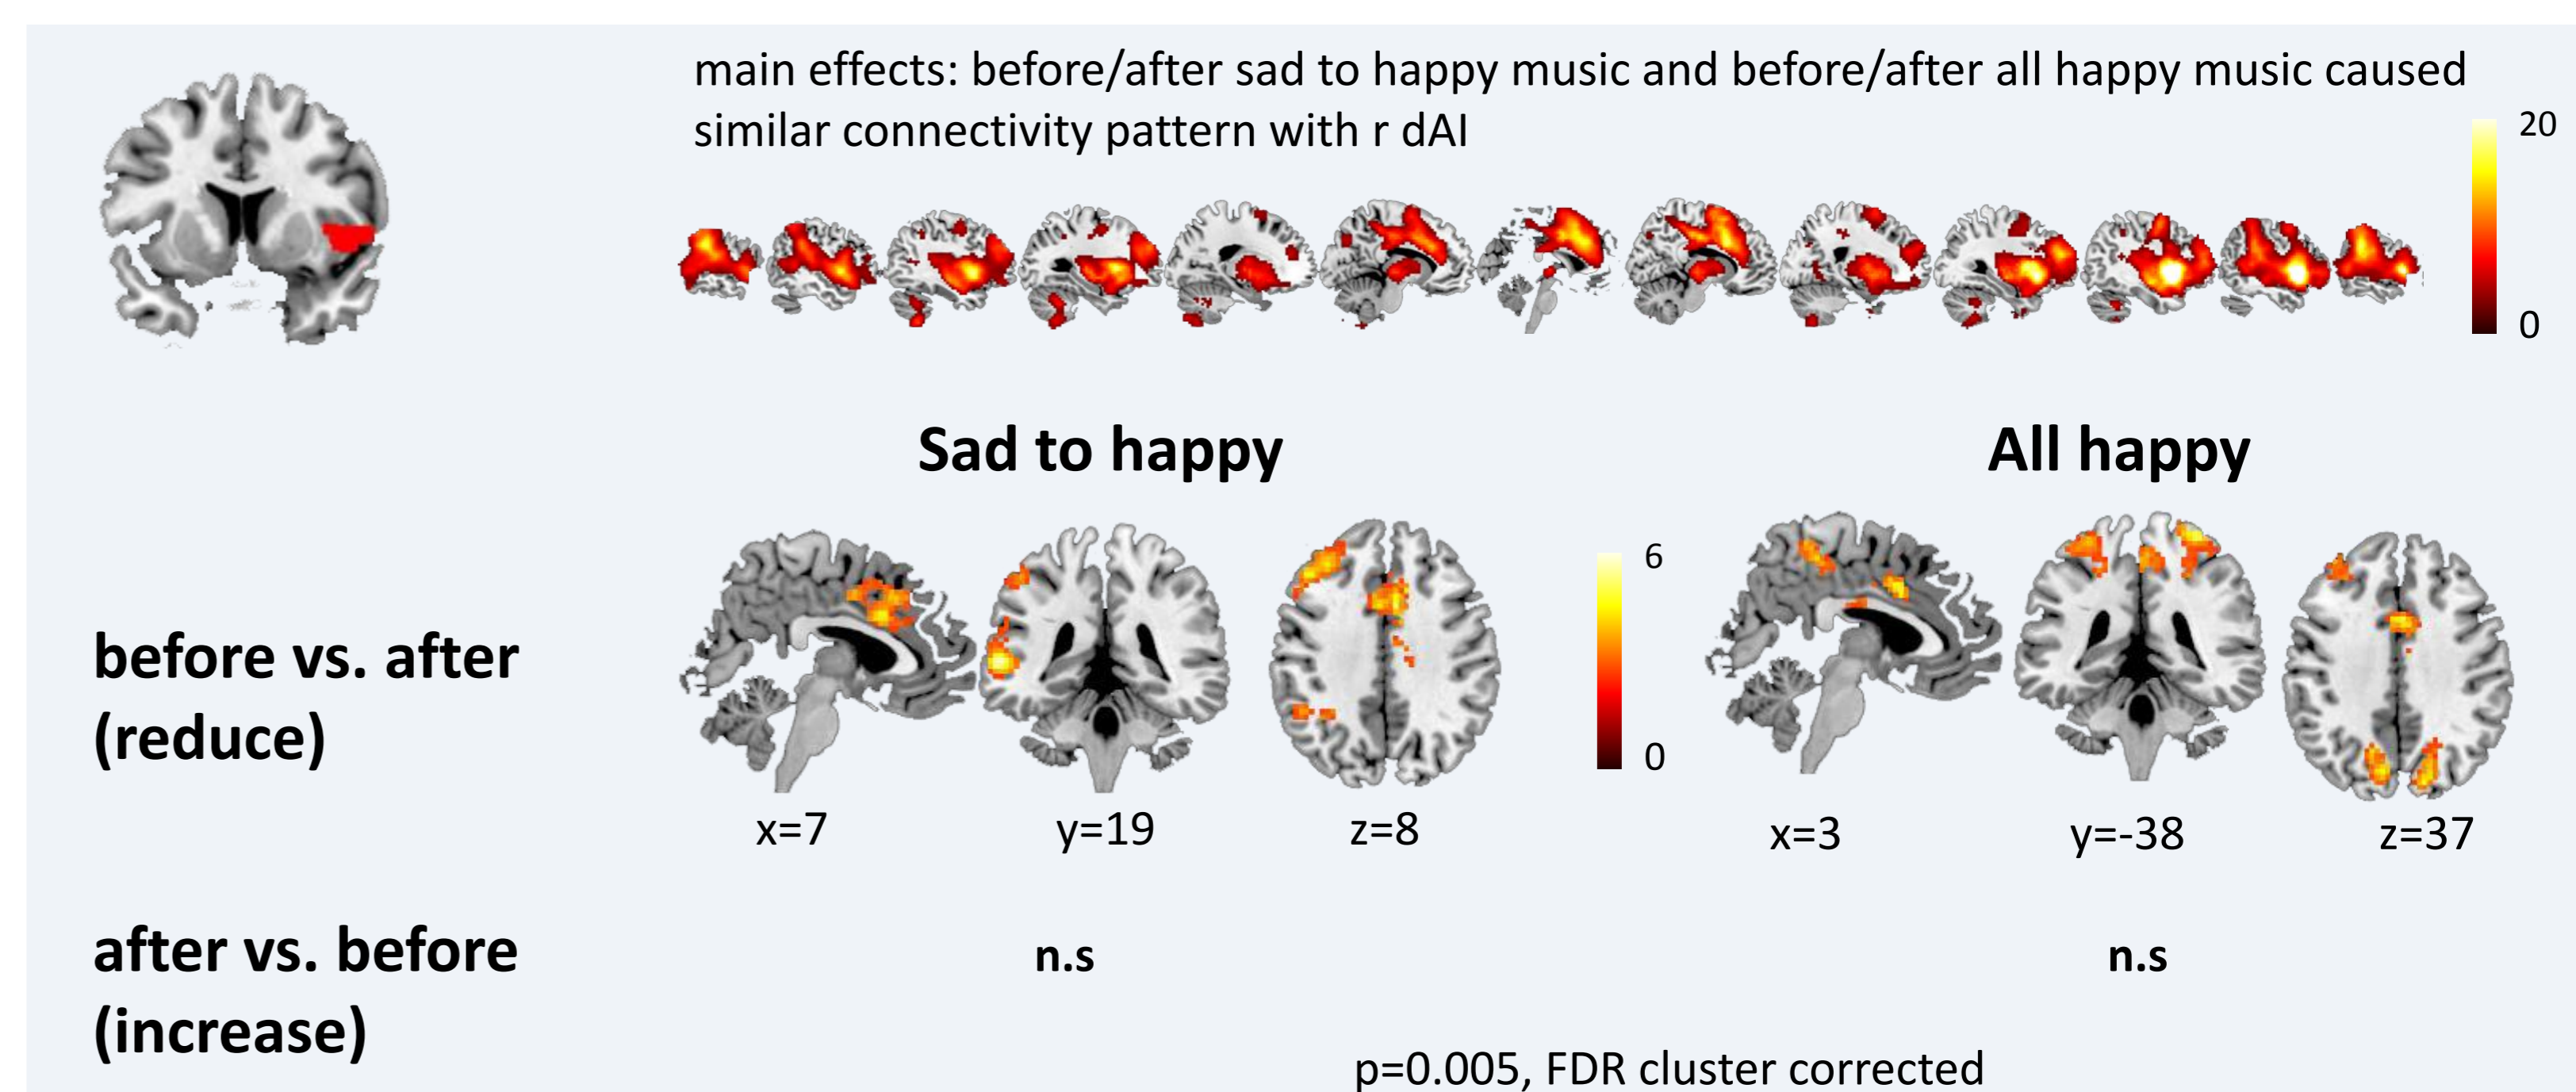 main effects: before/after sad to happy music and before/after all happy music caused
similar connectivity pattern with r dAI
20
0
Sad to happy
All happy
before vs. after
(reduce)
6
0
x=7
y=19
z=8
x=3
y=-38
z=37
after vs. before
(increase)
n.s
n.s
p=0.005, FDR cluster corrected